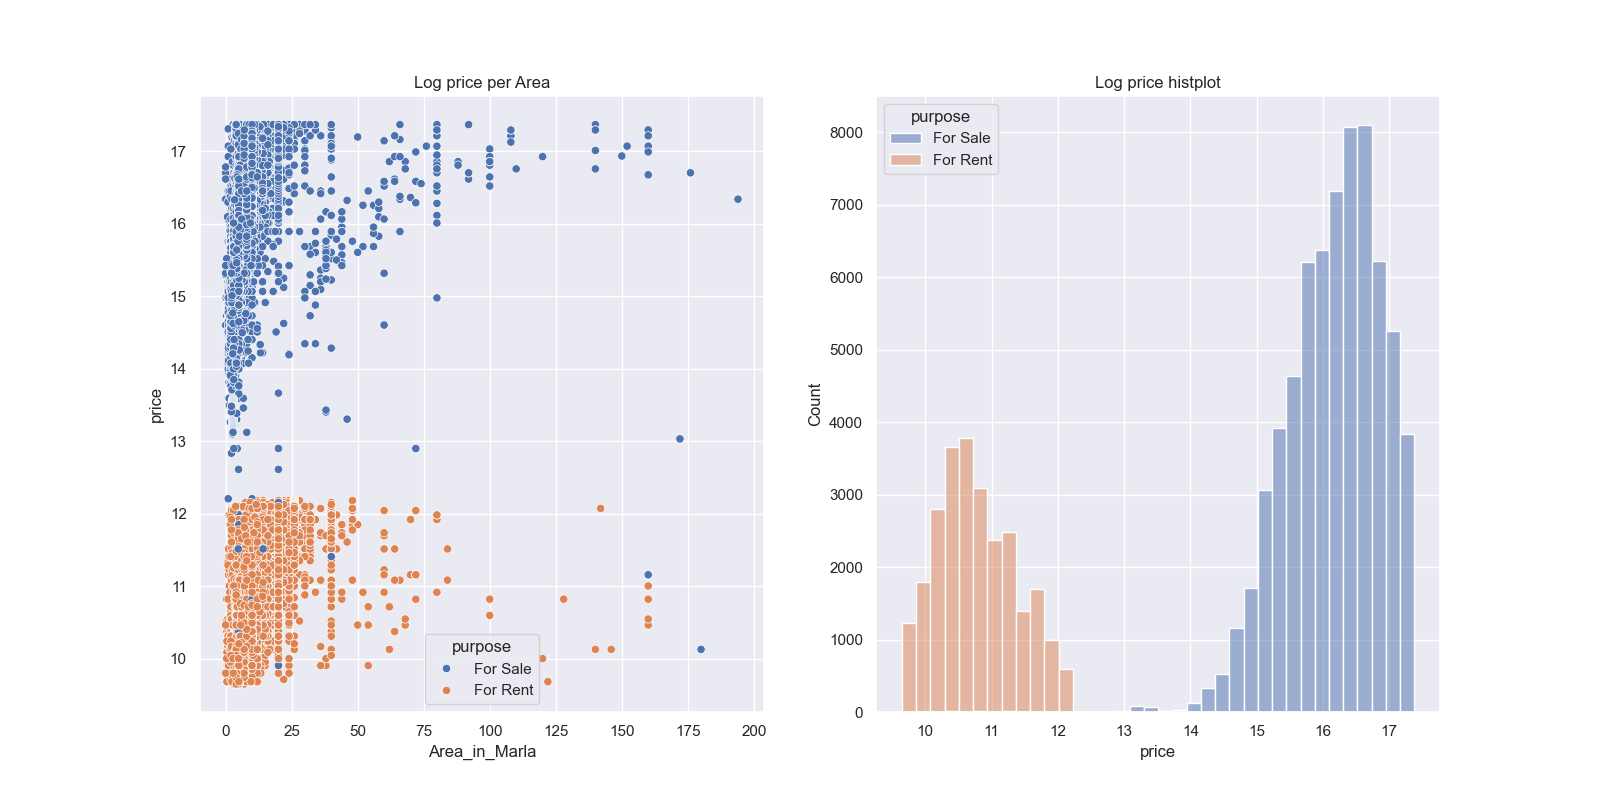 Log price per Area
price
17
16
15
14
13
12
11
10
purpose
For Sale
For Rent
0 25 50 75 100 125 150 175 200
Area_in_Marla
Log price histplot
purpose
For Sale
For Rent
Count
8000
7000
6000
5000
4000
3000
2000
1000
0
10 11 12 13 14 15 16 17
price